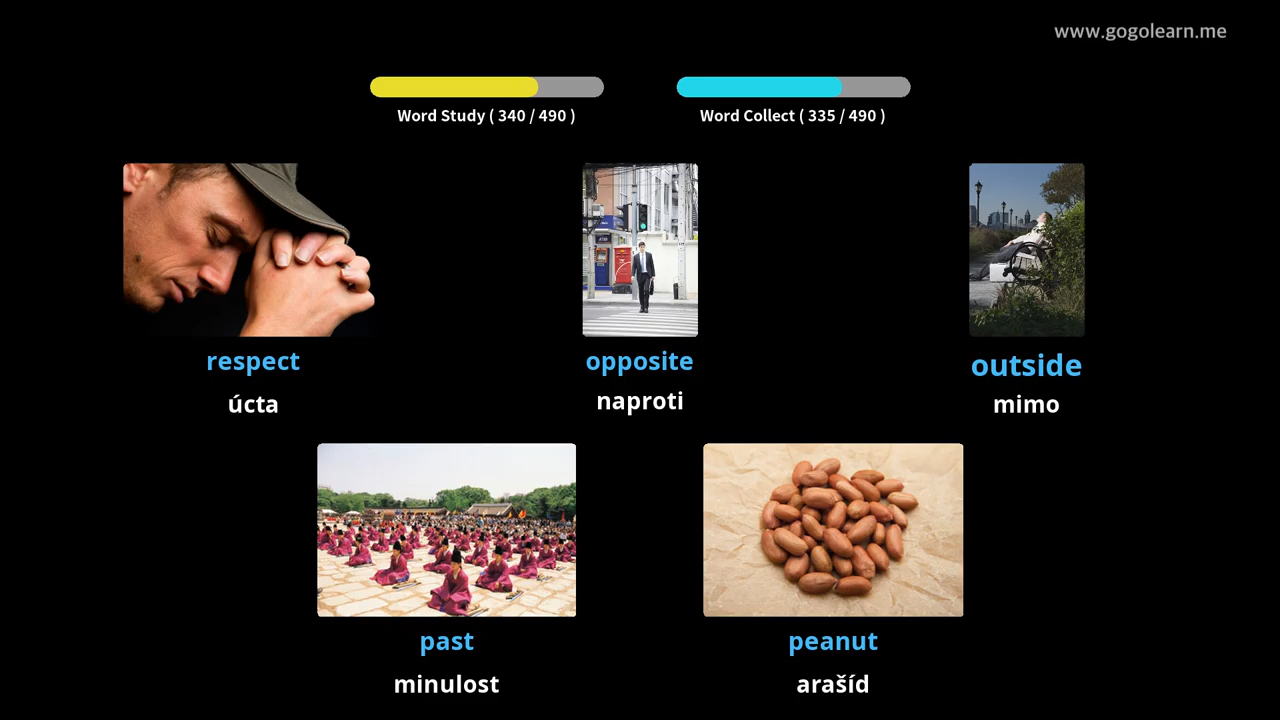 www.gogolearn.me
Word Study ( 340 / 490 )
Word Collect ( 335 / 490 )
respect
úcta
opposite
naproti
outside
mimo
past
minulost
peanut
arašíd